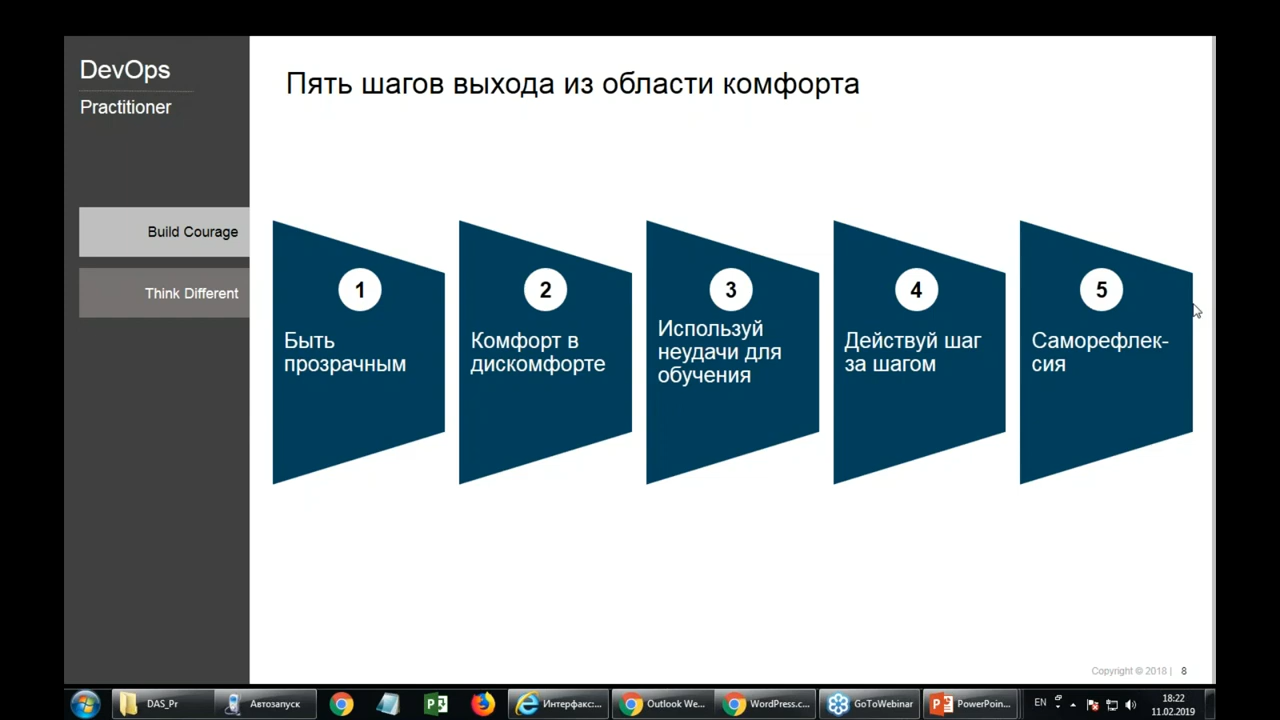 DevOps
Practitioner
Build Courage
Think Different
Пять шагов выхода из области комфорта
1
Быть
прозрачным
2
Комфорт в
дискомфорте
3
Используй
неудачи для
обучения
4
Действуй шаг
за шагом
5
Саморефлек-
сия
Copyright © 2018 |
8
DAS_Pr
Автозапуск
Интерфакс:...
Outlook We...
WordPress.c...
GoToWebinar
PowerPoin...
EN
18:22
11.02.2019